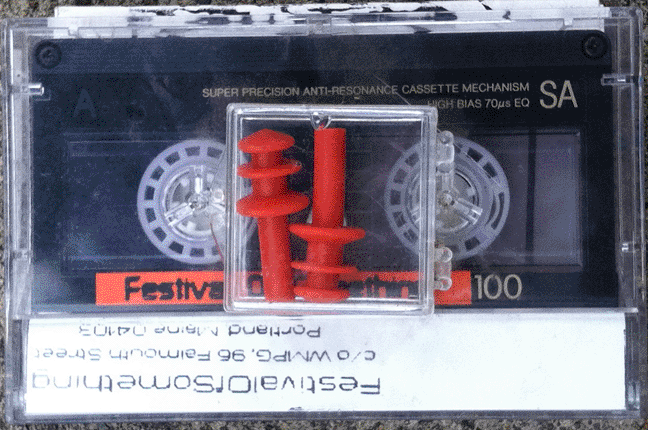 A
SUPER PRECISION ANTI-RESONANCE CASSETTE MECHANISM
HIGH BIAS 70µs EQ SA
Festiva 100
FestivalOfSomething
c/o WMPG, 96 Falmouth Street
Portland Maine 04103